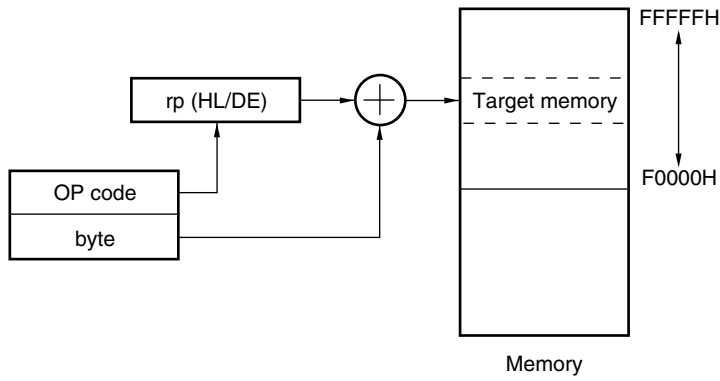 FFFFFH
rp (HL/DE)
Target memory
F0000H
OP code
byte
Memory